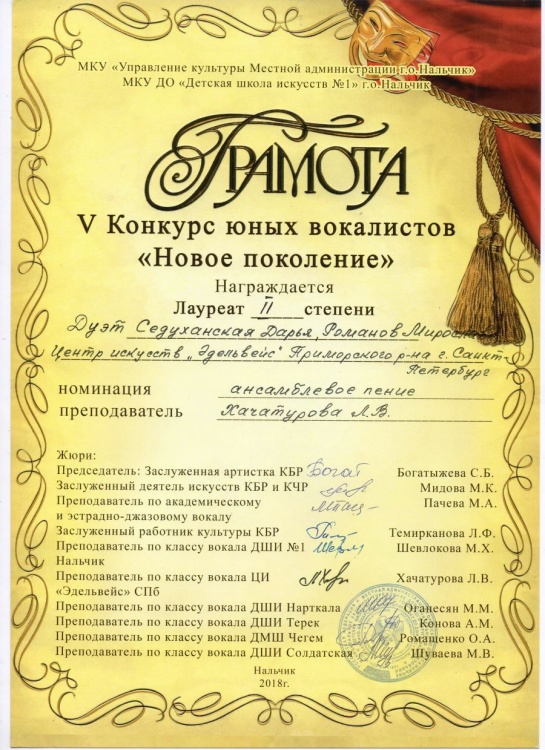 МКУ «Управление культуры Местной администрации г.о.Нальчик»
МКУ ДО «Детская школа искусств №1» г.о.Нальчик
ГРАМОТА
V Конкурс юных вокалистов
«Новое поколение»
Награждается
Лауреат II степени
Дуэт Седуханская Дарья, Романов
Центр искусств „Эдельвейс" Приморского р-на г. Санкт-
Петербург
номинация ансамблевое пение
преподаватель Хачатурова Л.В.
Жюри:
Председатель: Заслуженная артистка КБР Богатыжева С.Б.
Заслуженный деятель искусств КБР и КЧР Мидова М.К.
Преподаватель по академическому Пачева М.А.
и эстрадно-джазовому вокалу
Заслуженный работник культуры КБР Темирканова Л.Ф.
Преподаватель по классу вокала ДШИ №1 Шевлокова М.Х.
Нальчик
Преподаватель по классу вокала ЦИ Хачатурова Л.В.
«Эдельвейс» СПб
Преподаватель по классу вокала ДШИ Нарткала Оганесян М.М.
Преподаватель по классу вокала ДШИ Терек Конова А.М.
Преподаватель по классу вокала ДМШ Чегем Ромащенко О.А.
Преподаватель по классу вокала ДШИ Солдатская Шуваева М.В.
Нальчик
2018г.